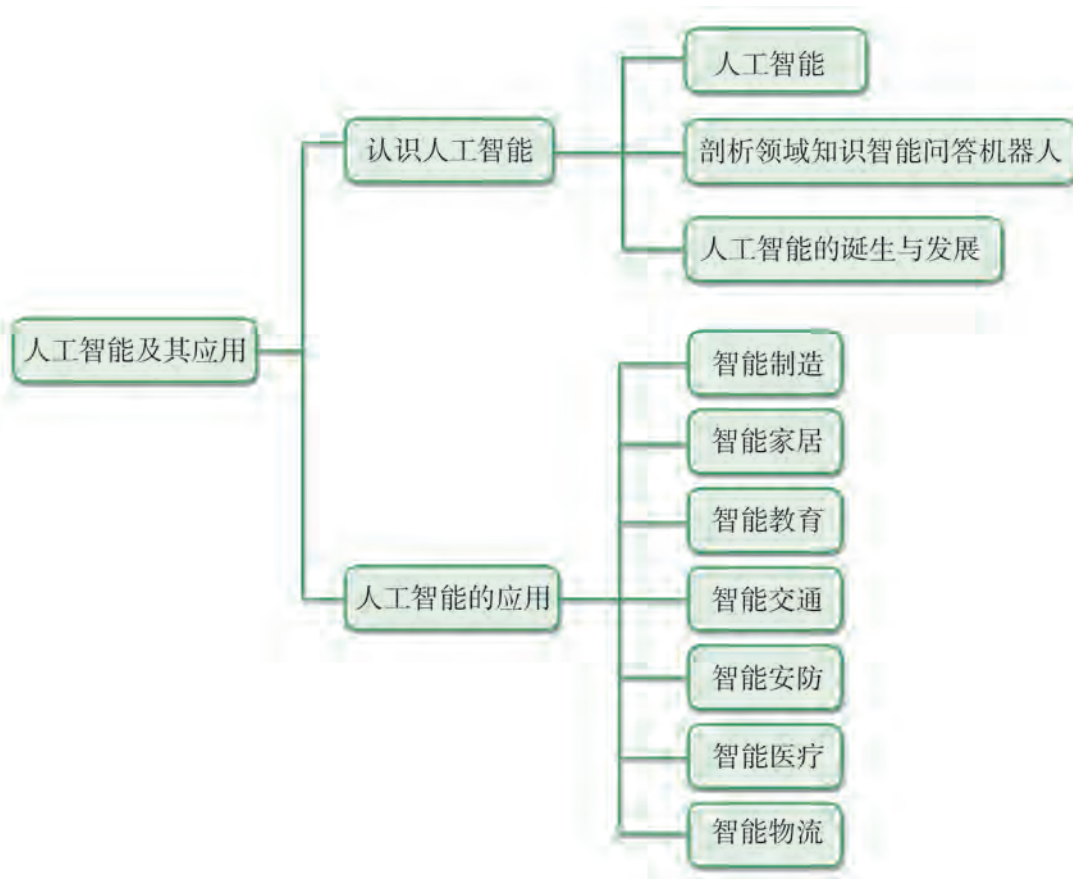 人工智能及其应用
认识人工智能
人工智能
剖析领域知识智能问答机器人
人工智能的诞生与发展
人工智能的应用
智能制造
智能家居
智能教育
智能交通
智能安防
智能医疗
智能物流